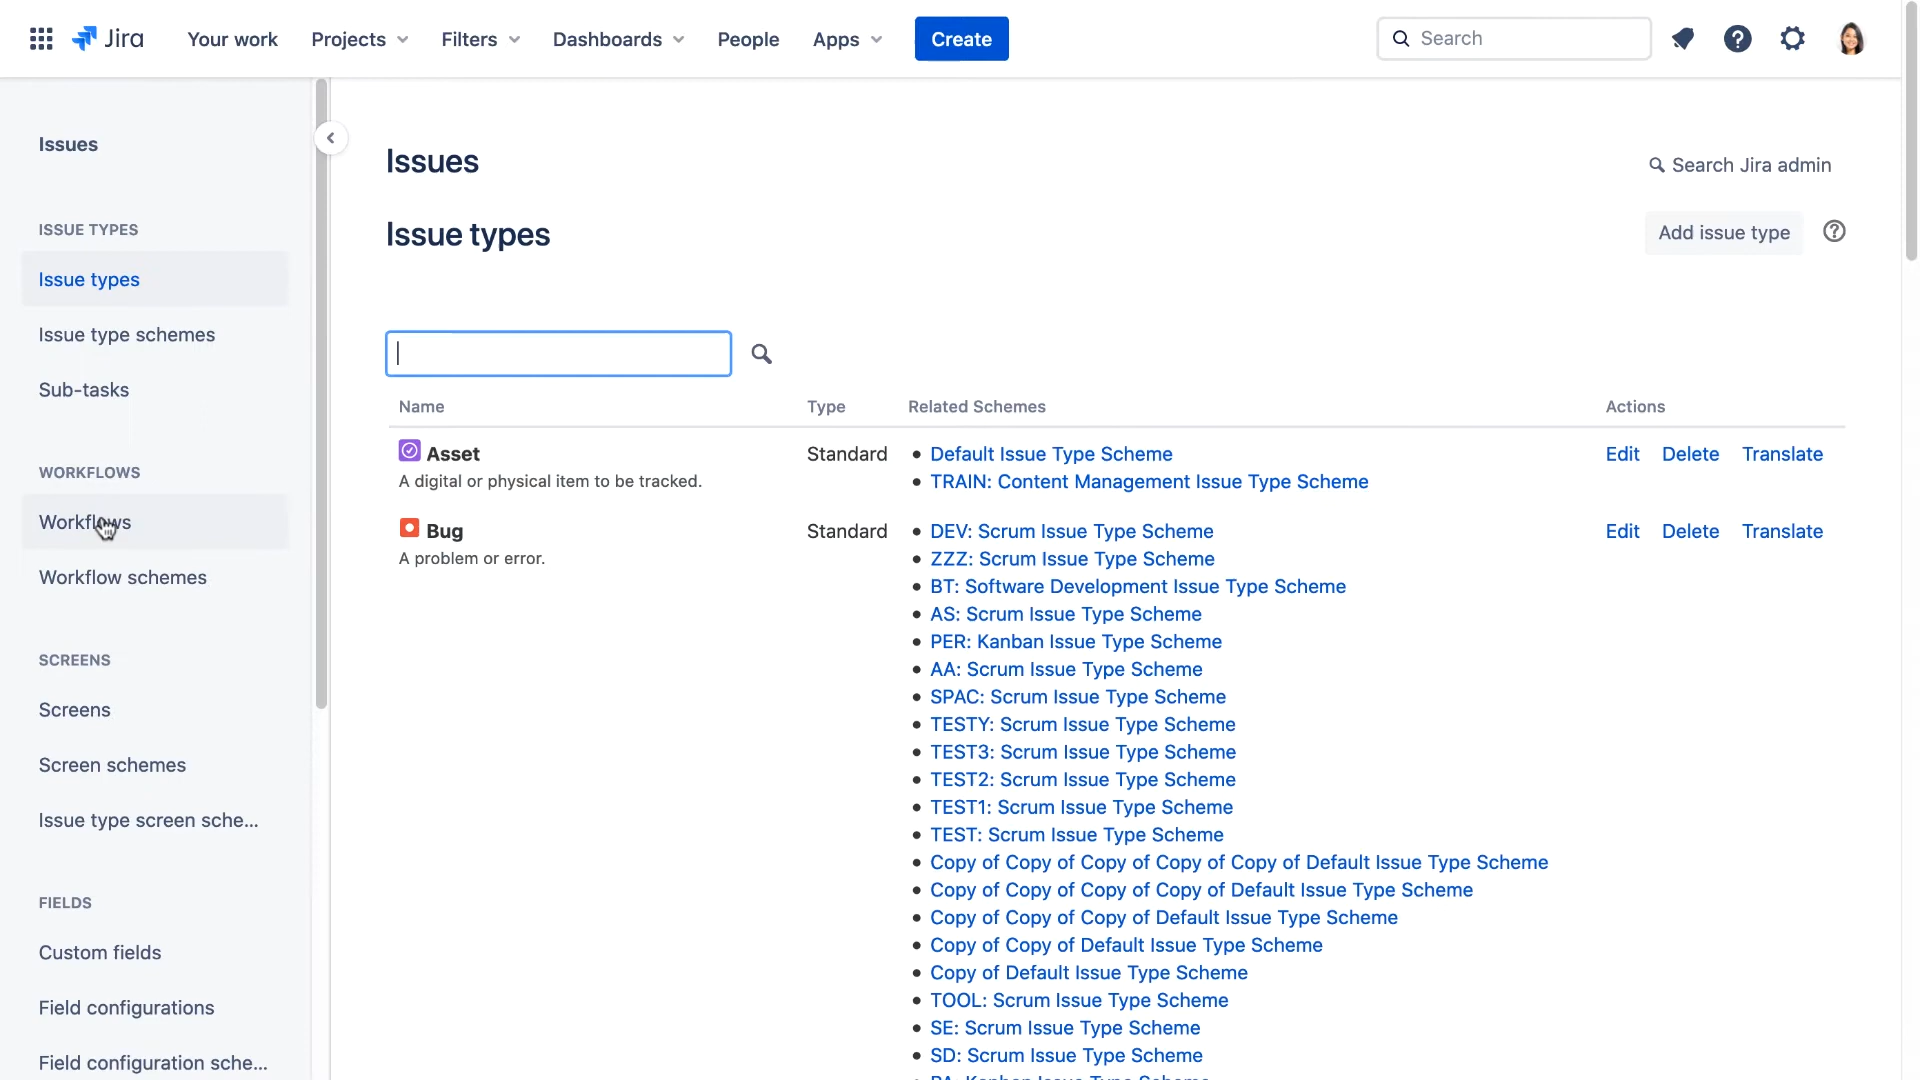 Jira
Your work
Projects
Filters
Dashboards
People
Apps
Create
Search
Issues
ISSUE TYPES
Issue types
Issue type schemes
Sub-tasks
WORKFLOWS
Workflows
Workflow schemes
SCREENS
Screens
Screen schemes
Issue type screen sche...
FIELDS
Custom fields
Field configurations
Field configuration sche...
Issues
Search Jira admin
Issue types
Add issue type
Name Type Related Schemes Actions
Asset Standard • Default Issue Type Scheme Edit Delete Translate
A digital or physical item to be tracked. • TRAIN: Content Management Issue Type Scheme
Bug Standard • DEV: Scrum Issue Type Scheme Edit Delete Translate
A problem or error. • ZZZ: Scrum Issue Type Scheme
• BT: Software Development Issue Type Scheme
• AS: Scrum Issue Type Scheme
• PER: Kanban Issue Type Scheme
• AA: Scrum Issue Type Scheme
• SPAC: Scrum Issue Type Scheme
• TESTY: Scrum Issue Type Scheme
• TEST3: Scrum Issue Type Scheme
• TEST2: Scrum Issue Type Scheme
• TEST1: Scrum Issue Type Scheme
• TEST: Scrum Issue Type Scheme
• Copy of Copy of Copy of Copy of Copy of Default Issue Type Scheme
• Copy of Copy of Copy of Copy of Default Issue Type Scheme
• Copy of Copy of Copy of Default Issue Type Scheme
• Copy of Copy of Default Issue Type Scheme
• Copy of Default Issue Type Scheme
• TOOL: Scrum Issue Type Scheme
• SE: Scrum Issue Type Scheme
• SD: Scrum Issue Type Scheme